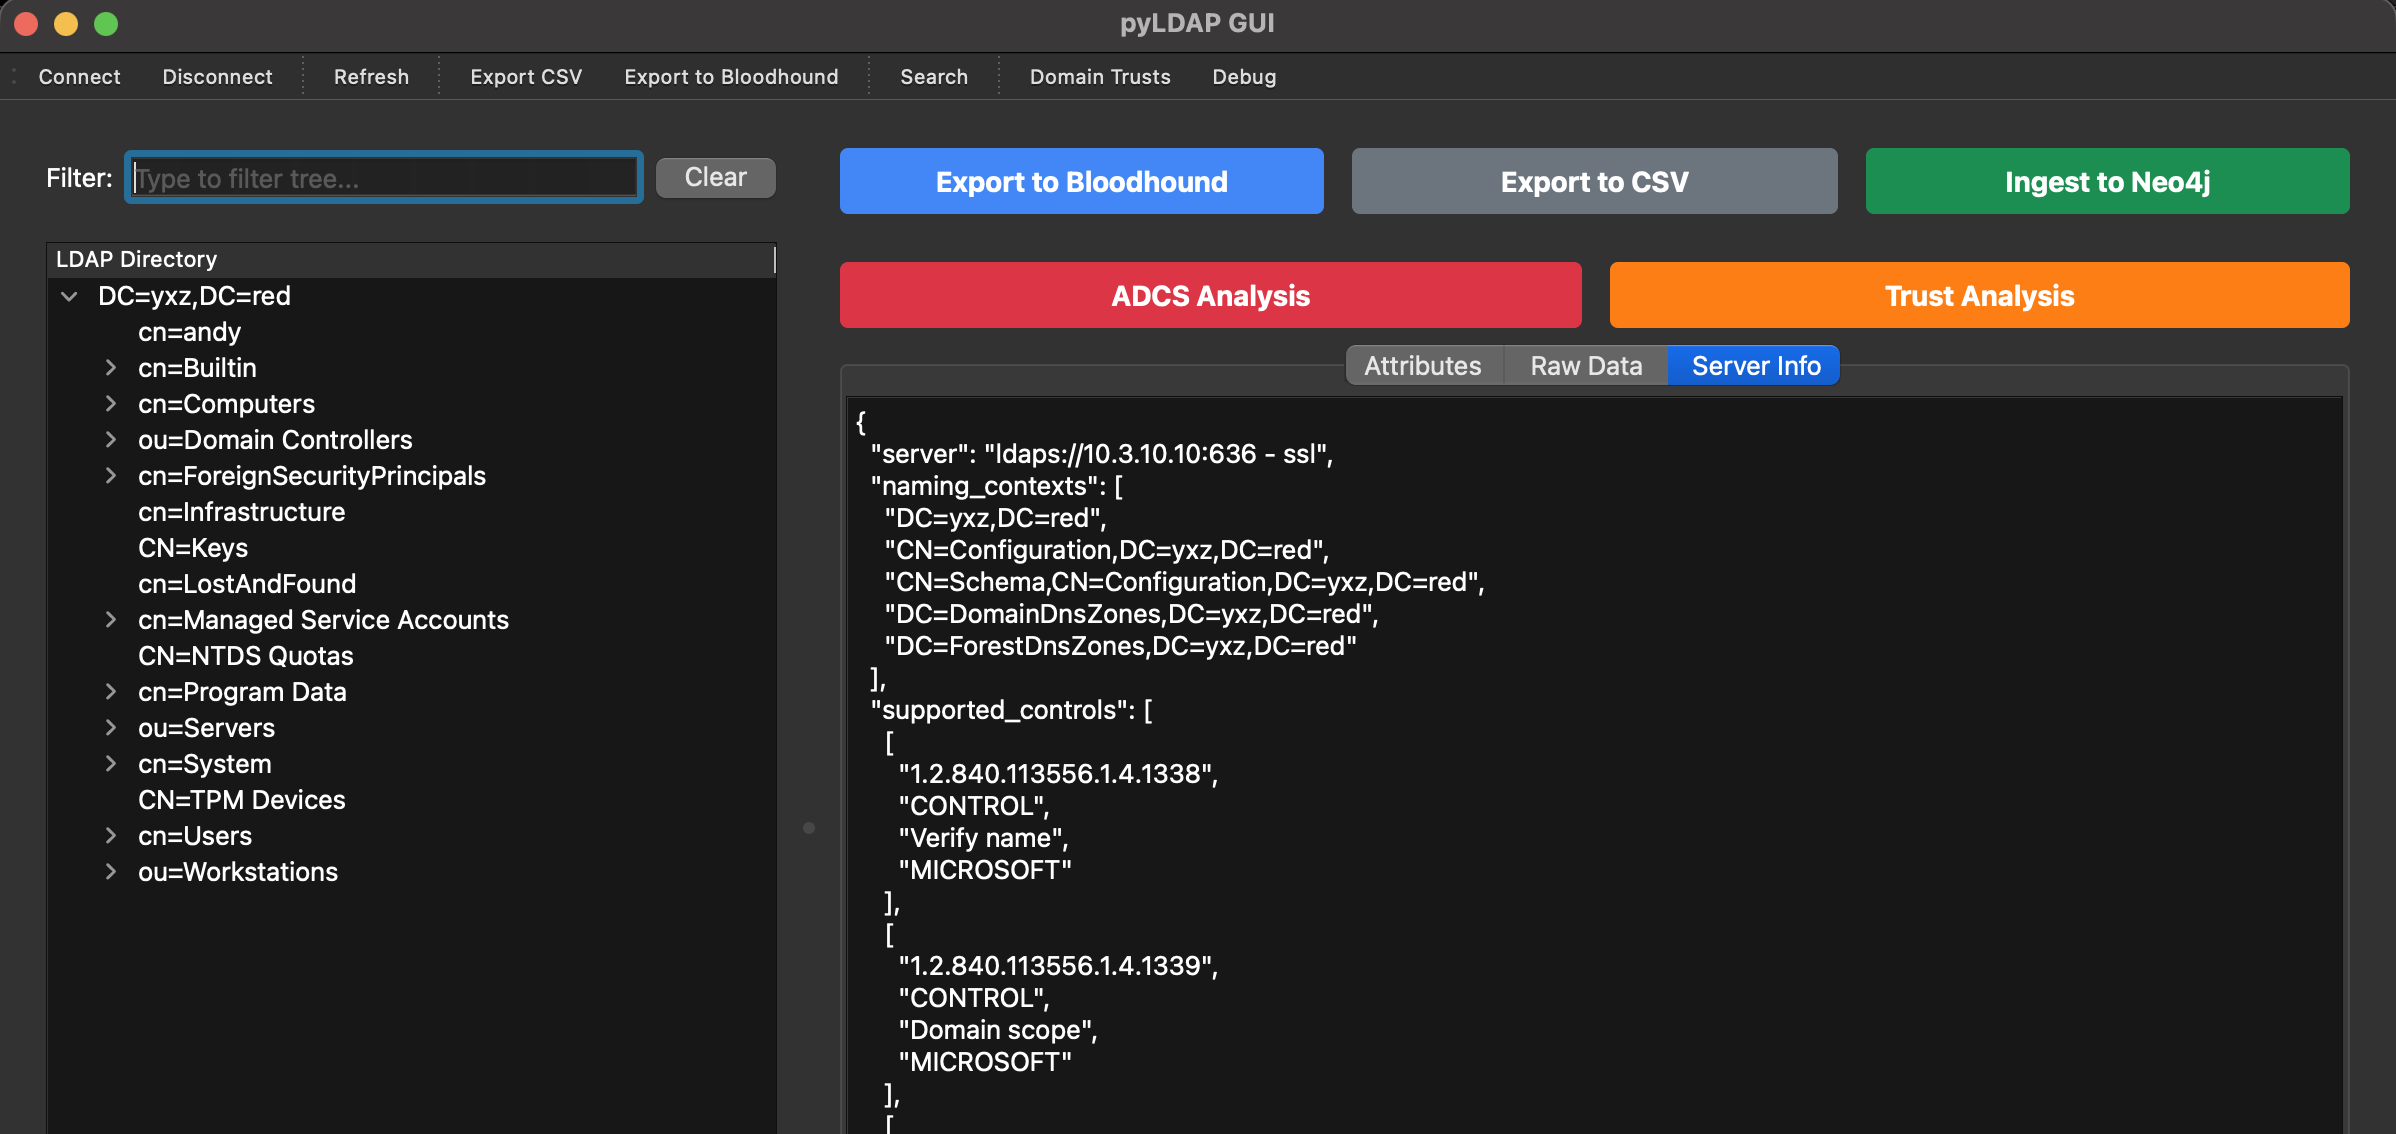 pyLDAP GUI
Connect Disconnect Refresh Export CSV Export to Bloodhound Search Domain Trusts Debug
Filter: Type to filter tree... Clear
LDAP Directory
DC=yxz,DC=red
cn=andy
cn=Builtin
cn=Computers
ou=Domain Controllers
cn=ForeignSecurityPrincipals
cn=Infrastructure
CN=Keys
cn=LostAndFound
cn=Managed Service Accounts
CN=NTDS Quotas
cn=Program Data
ou=Servers
cn=System
CN=TPM Devices
cn=Users
ou=Workstations
Export to Bloodhound Export to CSV Ingest to Neo4j
ADCS Analysis Trust Analysis
Attributes Raw Data Server Info
{
"server": "ldaps://10.3.10.10:636 - ssl",
"naming_contexts": [
"DC=yxz,DC=red",
"CN=Configuration,DC=yxz,DC=red",
"CN=Schema,CN=Configuration,DC=yxz,DC=red",
"DC=DomainDnsZones,DC=yxz,DC=red",
"DC=ForestDnsZones,DC=yxz,DC=red"
],
"supported_controls": [
[
"1.2.840.113556.1.4.1338",
"CONTROL",
"Verify name",
"MICROSOFT"
],
[
"1.2.840.113556.1.4.1339",
"CONTROL",
"Domain scope",
"MICROSOFT"
],
[